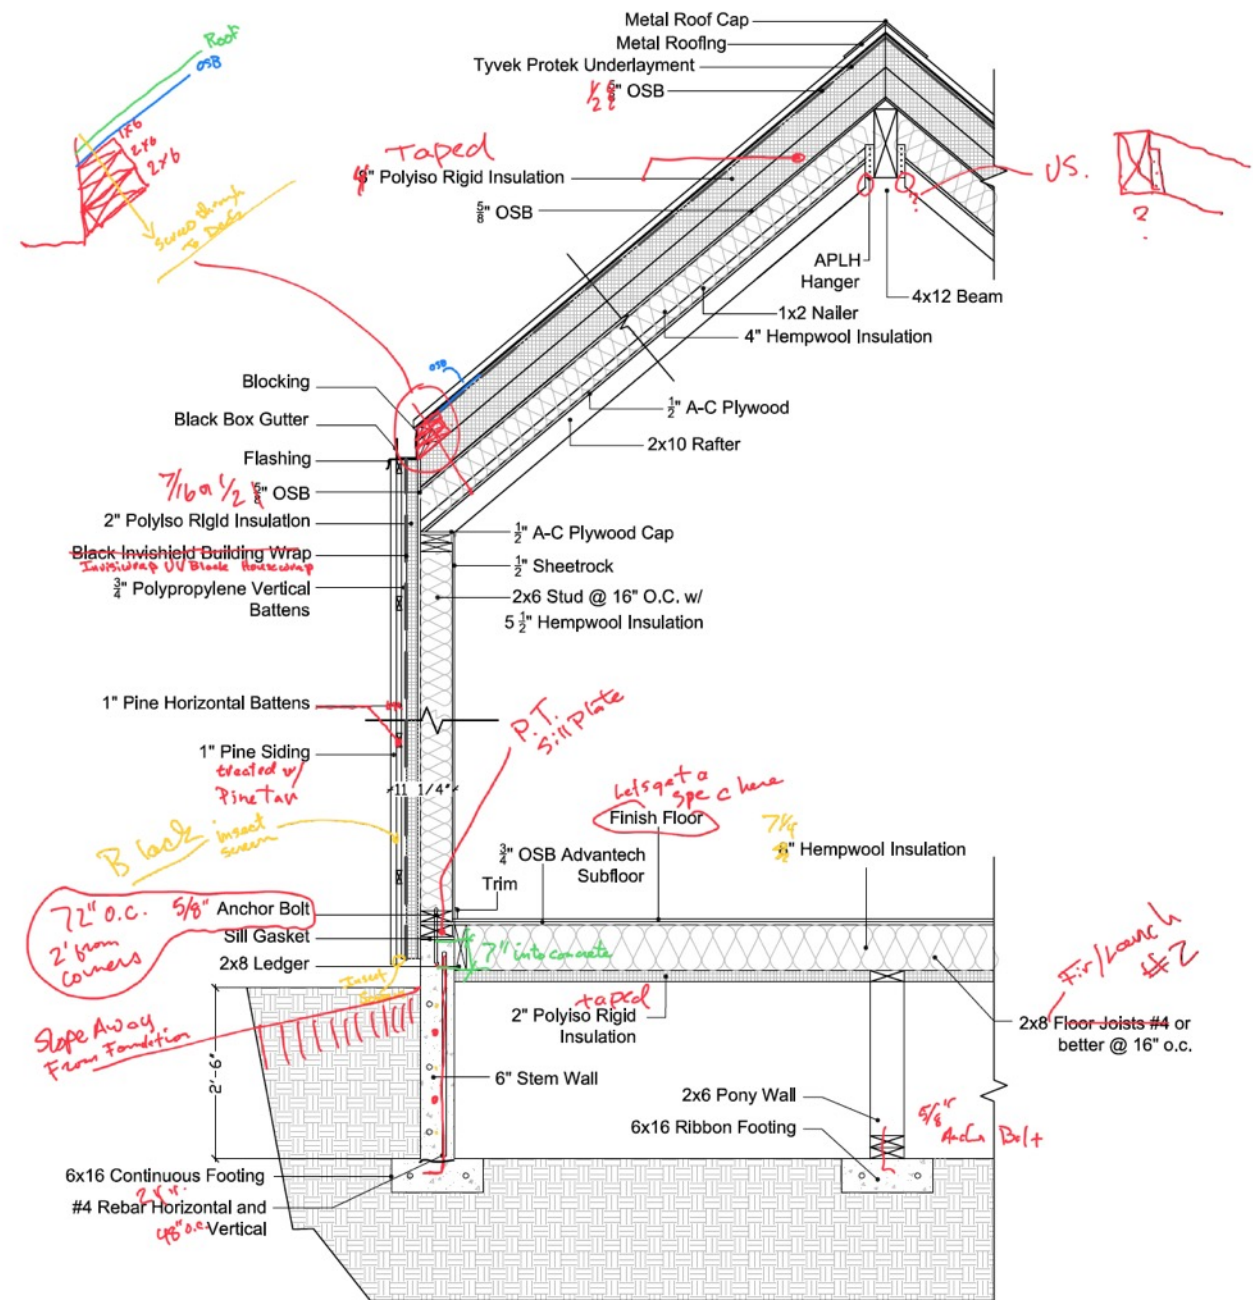 Metal Roof Cap
Metal Roofing
Tyvek Protek Underlayment
1/2 5/8" OSB
Roof
OSB
1x6
2x6
2x6
screw through
To Deck
Taped
8" Polyiso Rigid Insulation
5/8" OSB
VS.
?
?
APLH
Hanger
4x12 Beam
1x2 Nailer
4" Hempwool Insulation
OSB
Blocking
1/2" A-C Plywood
Black Box Gutter
2x10 Rafter
Flashing
7/16 or 1/2 5/8" OSB
2" Polyiso Rigid Insulation
1/2" A-C Plywood Cap
Black Invishield Building Wrap
Invisiwrap UV Black Housewrap
1/2" Sheetrock
3/4" Polypropylene Vertical
Battens
2x6 Stud @ 16" O.C. w/
5 1/2" Hempwool Insulation
1" Pine Horizontal Battens
P.T.
Sill Plate
1" Pine Siding
treated w/
Pine Tar
11 1/4"
Lets get a
spec here
Finish Floor
Black insect
screen
7 1/4
" Hempwool Insulation
3/4" OSB Advantech
Subfloor
Trim
72" O.C. 5/8" Anchor Bolt
2' from
corners
Sill Gasket
2x8 Ledger
7" into concrete
Insect
Fir/Larch
#2
taped
2" Polyiso Rigid
Insulation
2x8 Floor Joists #4 or
better @ 16" o.c.
Slope Away
From Foundation
2'-6"
6" Stem Wall
2x6 Pony Wall
6x16 Ribbon Footing
5/8"
Anchor Bolt
6x16 Continuous Footing
#4 Rebar Horizontal and
48" o.c. Vertical